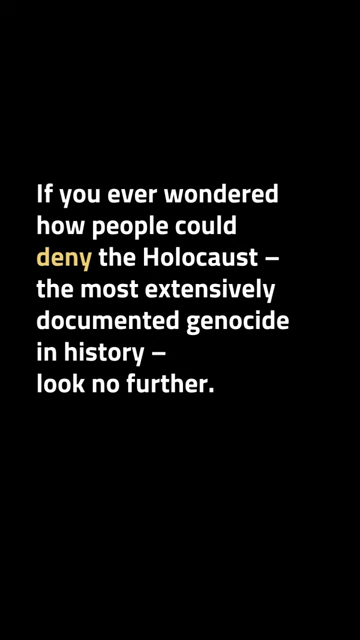 If you ever wondered
how people could
deny the Holocaust –
the most extensively
documented genocide
in history –
look no further.